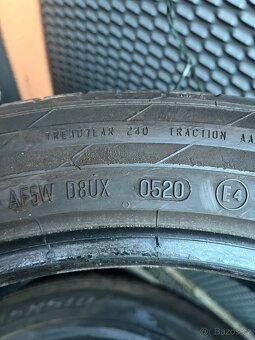 TREADWEAR 240 TRACTION AA
AF5W D8UX 0520 E4